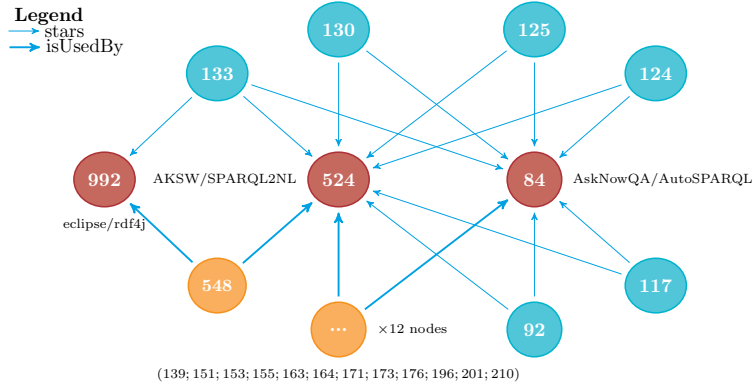 Legend
stars
isUsedBy
130
125
133
124
992
AKSW/SPARQL2NL
524
84
AskNowQA/AutoSPARQL
eclipse/rdf4j
548
117
...
×12 nodes
92
(139; 151; 153; 155; 163; 164; 171; 173; 176; 196; 201; 210)